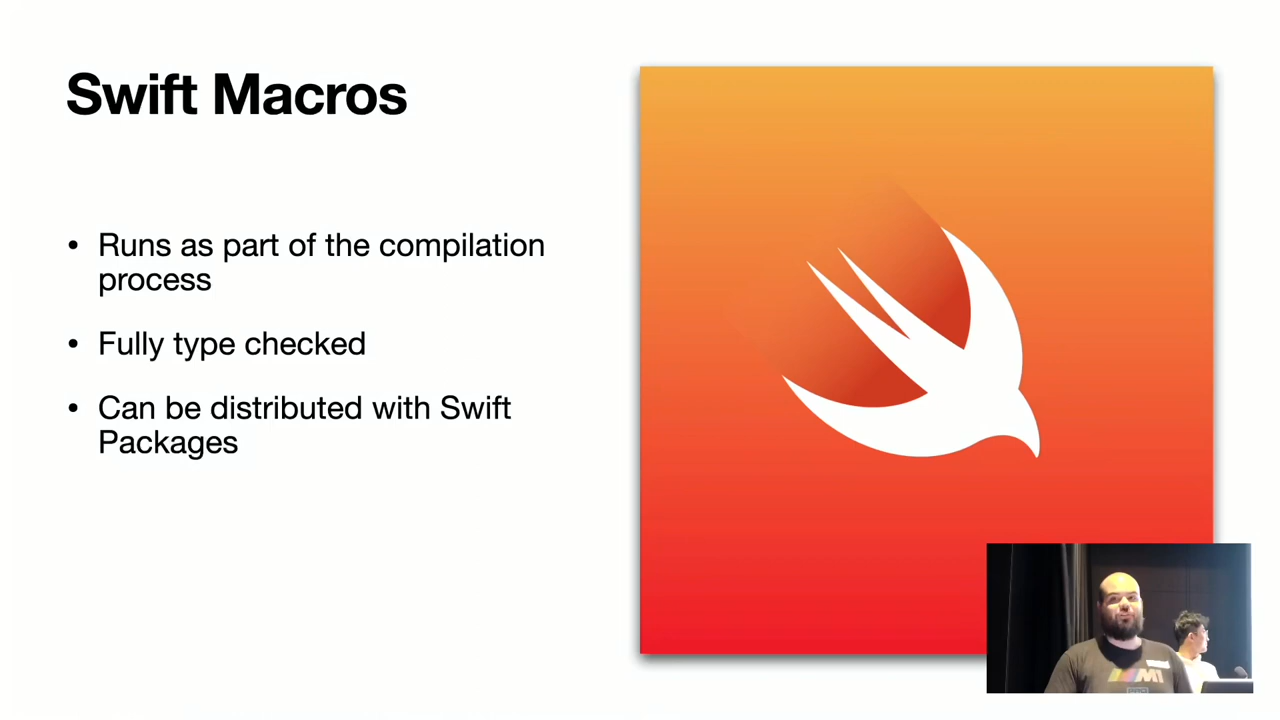 Swift Macros
• Runs as part of the compilation
process
• Fully type checked
• Can be distributed with Swift
Packages